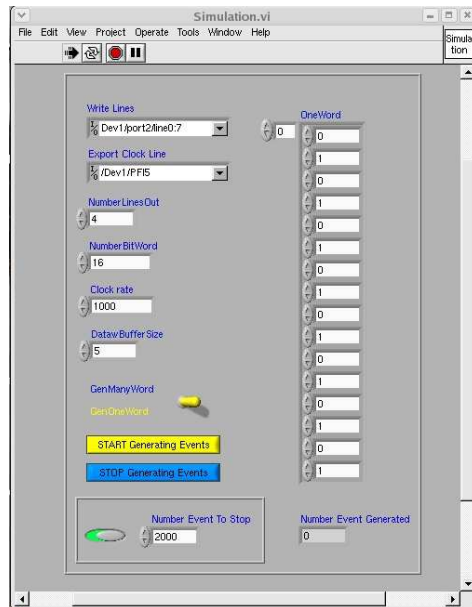 Simulation.vi
File Edit View Project Operate Tools Window Help
Simula
tion
Write Lines
Dev1/port2/line0:7
OneWord
0
0
1
0
1
0
1
0
1
0
1
0
1
0
1
0
1
Export Clock Line
/Dev1/PFI5
NumberLinesOut
4
NumberBitWord
16
Clock rate
1000
DatawBufferSize
5
GenManyWord
GenOneWord
START Generating Events
STOP Generating Events
Number Event To Stop
2000
Number Event Generated
0